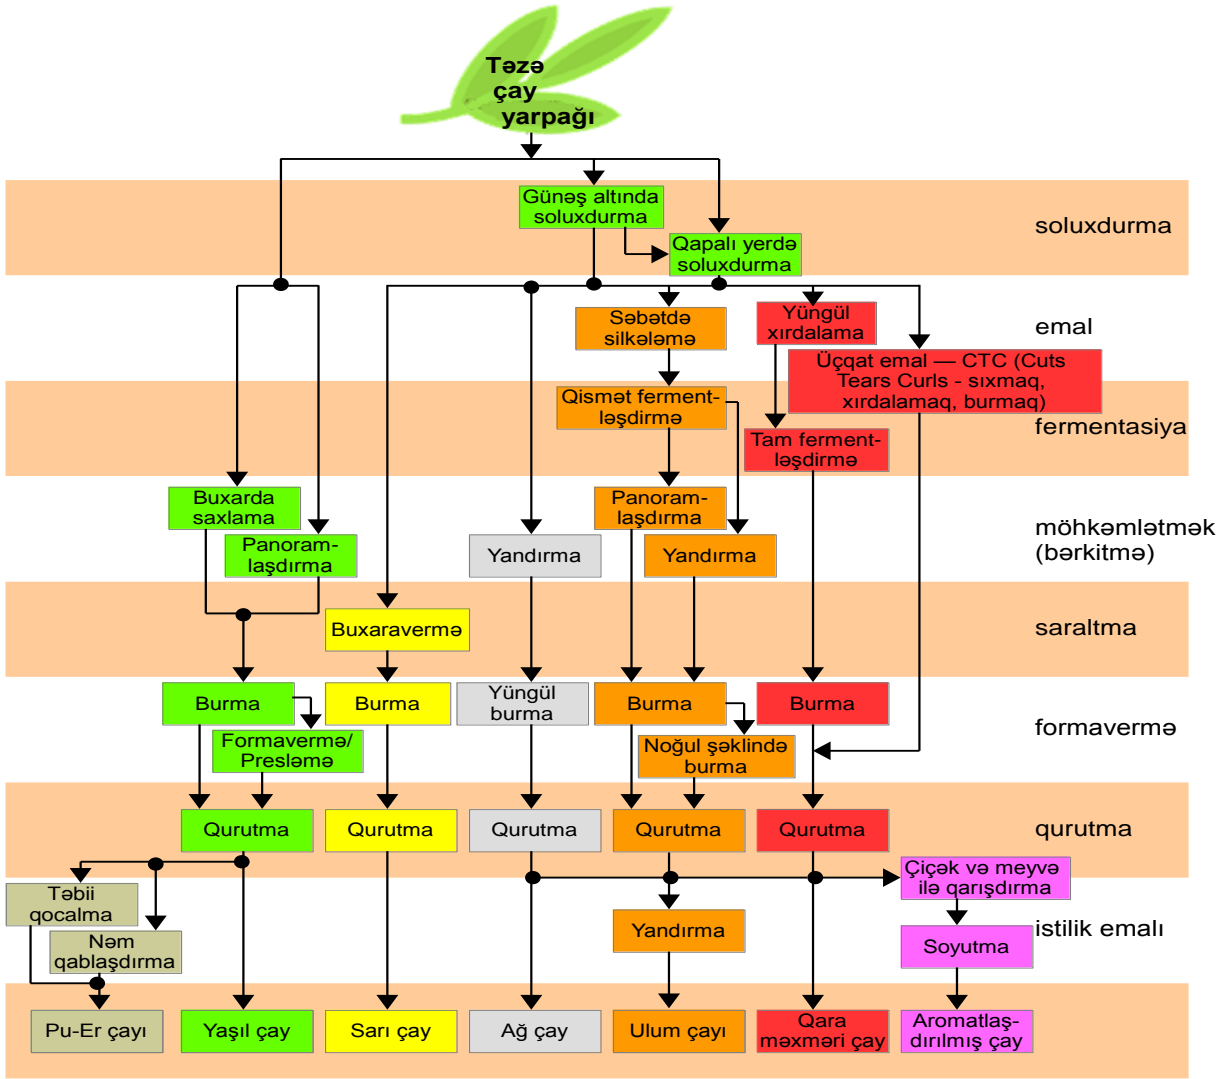 Təzə
çay
yarpağı
Günəş altında
soluxdurma
soluxdurma
Qapalı yerdə
soluxdurma
Səbətdə
silkələmə
Yüngül
xırdalama
emal
Üçqat emal — CTC (Cuts
Tears Curls - sıxmaq,
xırdalamaq, burmaq)
Qismət ferment-
ləşdirmə
fermentasiya
Tam ferment-
ləşdirmə
Buxarda
saxlama
Panoram-
laşdırma
möhkəmlətmək
(bərkitmə)
Panoram-
laşdırma
Yandırma
Yandırma
Buxaravermə
saraltma
Burma
Burma
Yüngül
burma
Burma
Burma
formavermə
Formavermə/
Presləmə
Noğul şəklində
burma
Qurutma
Qurutma
Qurutma
Qurutma
Qurutma
qurutma
Təbii
qocalma
Çiçək və meyvə
ilə qarışdırma
Nəm
qablaşdırma
Yandırma
Soyutma
istilik emalı
Pu-Er çayı
Yaşıl çay
Sarı çay
Ağ çay
Ulum çayı
Qara
məxməri çay
Aromatlaş-
dırılmış çay